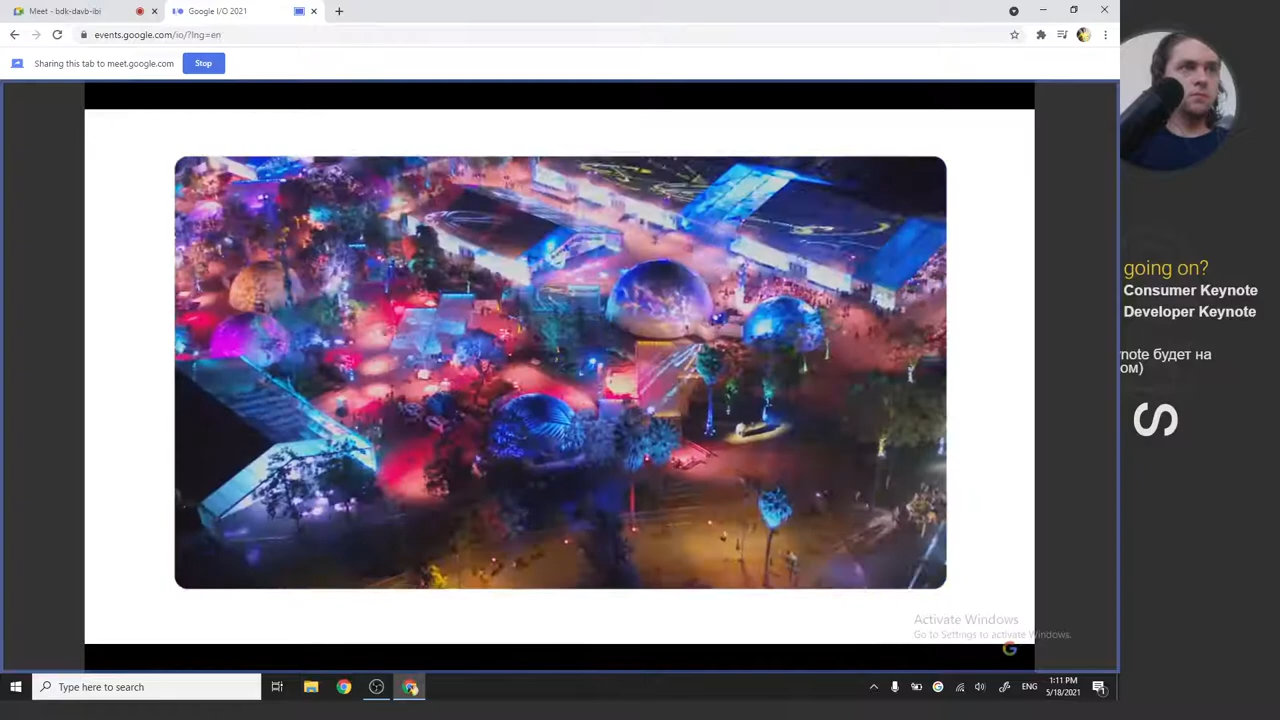 Meet - bdk-davb-ibi
Google I/O 2021
events.google.com/io/?lng=en
Sharing this tab to meet.google.com
Stop
going on?
Consumer Keynote
Developer Keynote
note будет на
ом)
S
Activate Windows
Go to Settings to activate Windows.
G
Type here to search
ENG
1:11 PM
5/18/2021
1